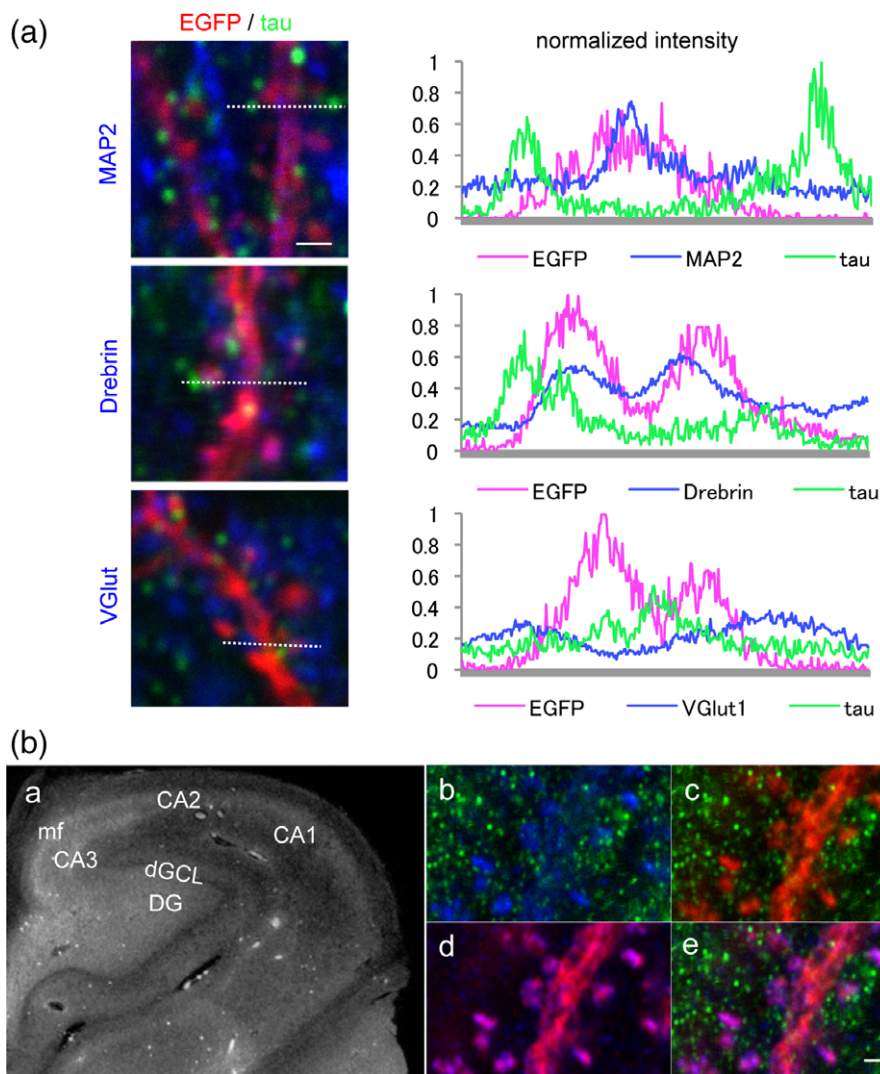 (a)
EGFP / tau
normalized intensity
MAP2
1
0.8
0.6
0.4
0.2
0
EGFP MAP2 tau
Drebrin
1
0.8
0.6
0.4
0.2
0
EGFP Drebrin tau
VGlut
1
0.8
0.6
0.4
0.2
0
EGFP VGlut1 tau
(b)
a
CA2
mf
CA1
CA3
dGCL
DG
b
c
d
e